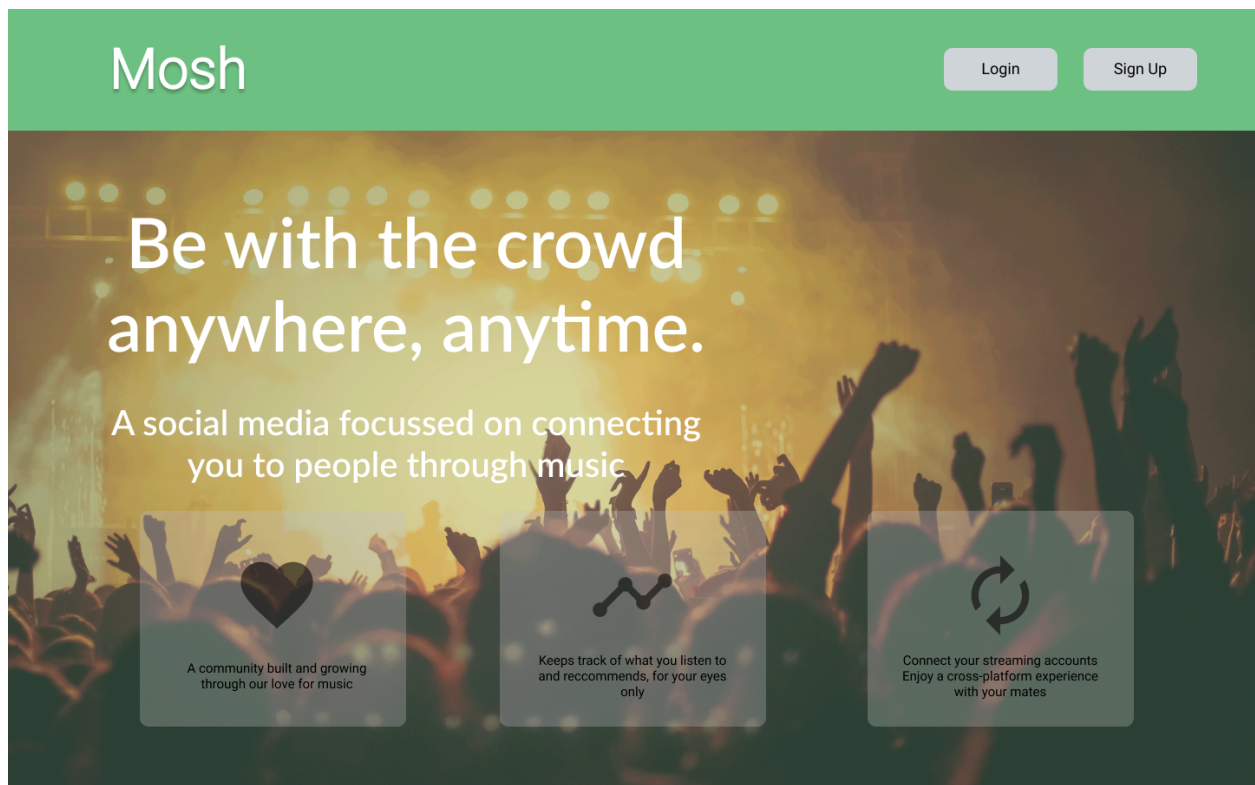 Mosh
Login
Sign Up
Be with the crowd
anywhere, anytime.
A social media focussed on connecting
you to people through music
A community built and growing
through our love for music
Keeps track of what you listen to
and reccommends, for your eyes
only
Connect your streaming accounts
Enjoy a cross-platform experience
with your mates